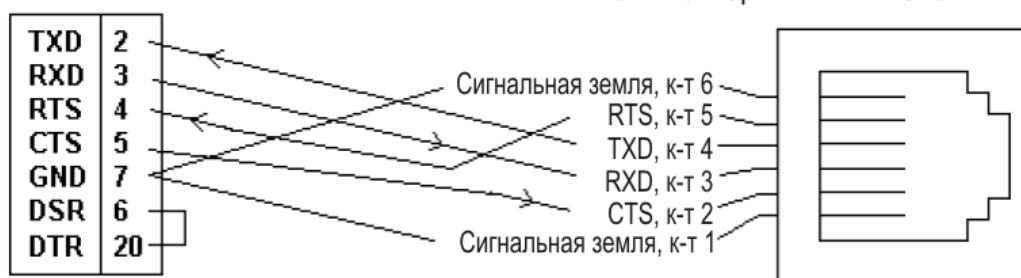 TXD 2
RXD 3
RTS 4
CTS 5
GND 7
DSR 6
DTR 20
Сигнальная земля, к-т 6
RTS, к-т 5
TXD, к-т 4
RXD, к-т 3
CTS, к-т 2
Сигнальная земля, к-т 1